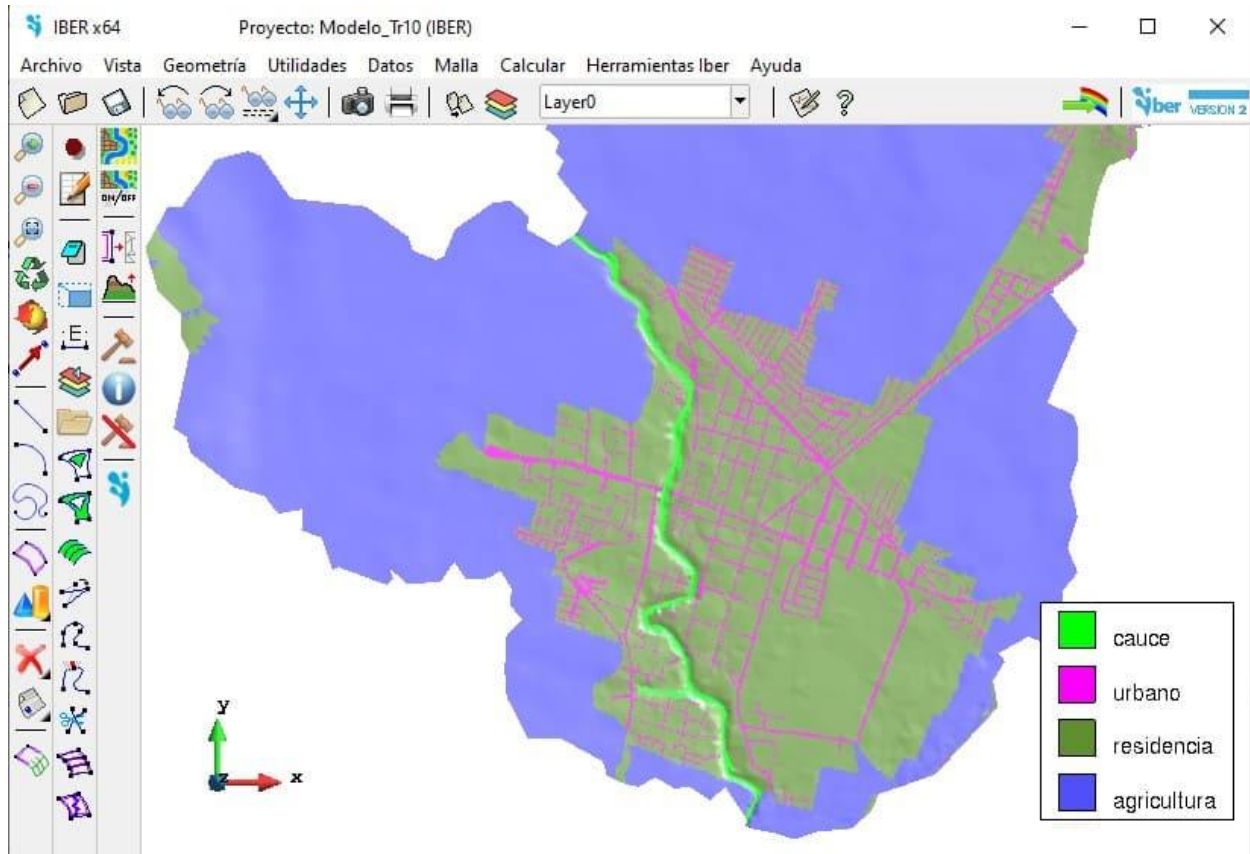 IBER x64 Proyecto: Modelo_Tr10 (IBER)
Archivo Vista Geometría Utilidades Datos Malla Calcular Herramientas Iber Ayuda
Layer0
?
iber VERSION 2
ON/OFF
E
y
z
x
cauce
urbano
residencia
agricultura